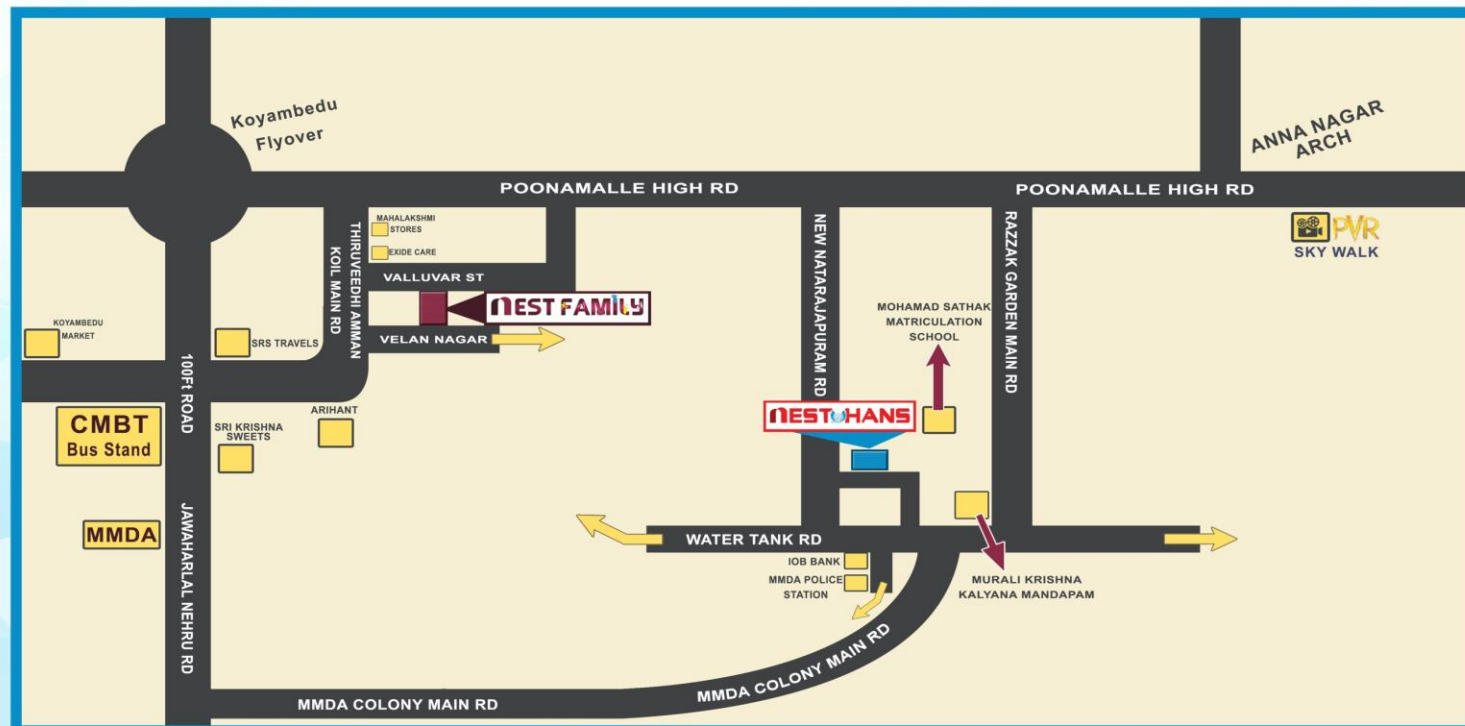 Koyambedu
Flyover
ANNA NAGAR
ARCH
POONAMALLE HIGH RD
POONAMALLE HIGH RD
MAHALAKSHMI
STORES
EXIDE CARE
THIRUVEEDHI AMMAN
KOIL MAIN RD
VALLUVAR ST
NEST FAMILY
VELAN NAGAR
NEW NATARAJAPURAM RD
RAZZAK GARDEN MAIN RD
PVR
SKY WALK
MOHAMAD SATHAK
MATRICULATION
SCHOOL
KOYAMBEDU
MARKET
SRS TRAVELS
100Ft ROAD
CMBT
Bus Stand
SRI KRISHNA
SWEETS
ARIHANT
NEST HANS
MMDA
JAWAHARLAL NEHRU RD
WATER TANK RD
IOB BANK
MMDA POLICE
STATION
MURALI KRISHNA
KALYANA MANDAPAM
MMDA COLONY MAIN RD
MMDA COLONY MAIN RD